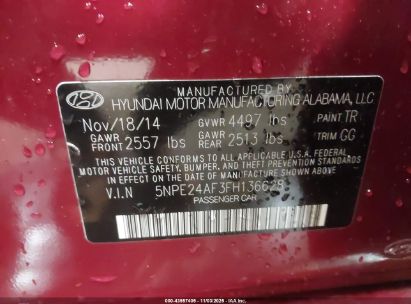 MANUFACTURED BY
HYUNDAI MOTOR MANUFACTURING ALABAMA, LLC
Nov/18/14 GVWR 4497 lbs PAINT TR
GAWR FRONT 2557 lbs GAWR REAR 2513 lbs TRIM GG
THIS VEHICLE CONFORMS TO ALL APPLICABLE U.S.A. FEDERAL
MOTOR VEHICLE SAFETY, BUMPER, AND THEFT PREVENTION STANDARDS
IN EFFECT ON THE DATE OF MANUFACTURE SHOWN ABOVE.
V.I.N 5NPE24AF3FH136628
PASSENGER CAR